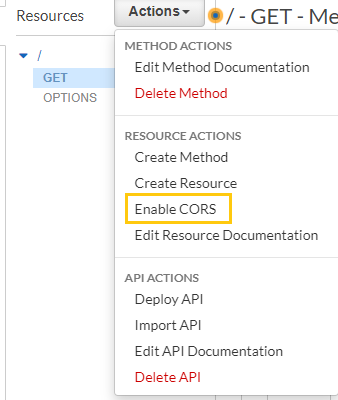 Resources
Actions
/ - GET - Me
/
GET
OPTIONS
METHOD ACTIONS
Edit Method Documentation
Delete Method
RESOURCE ACTIONS
Create Method
Create Resource
Enable CORS
Edit Resource Documentation
API ACTIONS
Deploy API
Import API
Edit API Documentation
Delete API